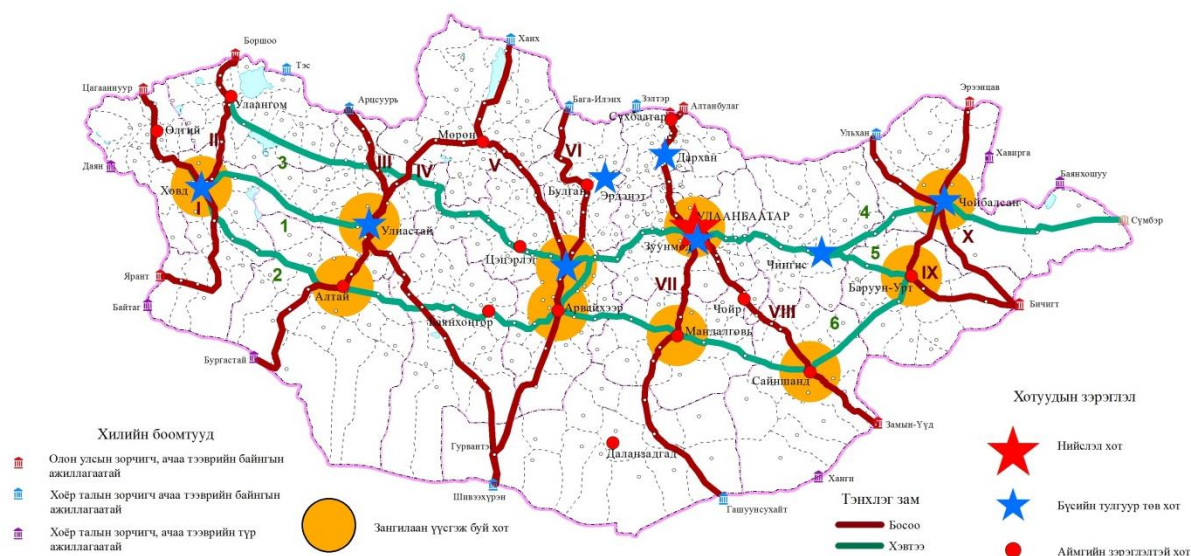 Ханх
Боршоо
Тэс
Цагааннуур
Арцсуурь
Бага-Илэнх
Зэлтэр
Алтанбулаг
Эрээнцав
Улаангом
Сүхбаатар
Өлгий
Мөрөн
Ульхан
II
III
IV
V
VI
Дархан
Хавирга
Даян
3
Булган
Эрдэнэт
Баянхошуу
Ховд
I
Чойбалсан
1
Улиастай
УЛААНБААТАР
4
Сүмбэр
Зуунмод
X
Цэцэрлэг
Чингис
5
2
Ярант
Алтай
VII
Баруун-Урт
IX
Байтаг
Баянхонгор
Арвайхээр
Чойр
VIII
Бичигт
Мандалговь
6
Бургастай
Сайншанд
Замын-Үүд
Гурвантэс
Даланзадгад
Ханги
Шивээхүрэн
Гашуунсухайт
Хилийн боомтууд
Олон улсын зорчигч, ачаа тээврийн байнгын
ажиллагаатай
Хоёр талын зорчигч ачаа тээврийн байнгын
ажиллагаатай
Хоёр талын зорчигч, ачаа тээврийн түр
ажиллагаатай
Зангилаан үүсгэж буй хот
Тэнхлэг зам
Босоо
Хэвтээ
Хотуудын зэрэглэл
Нийслэл хот
Бүсийн тулгуур төв хот
Аймгийн зэрэглэлтэй хот